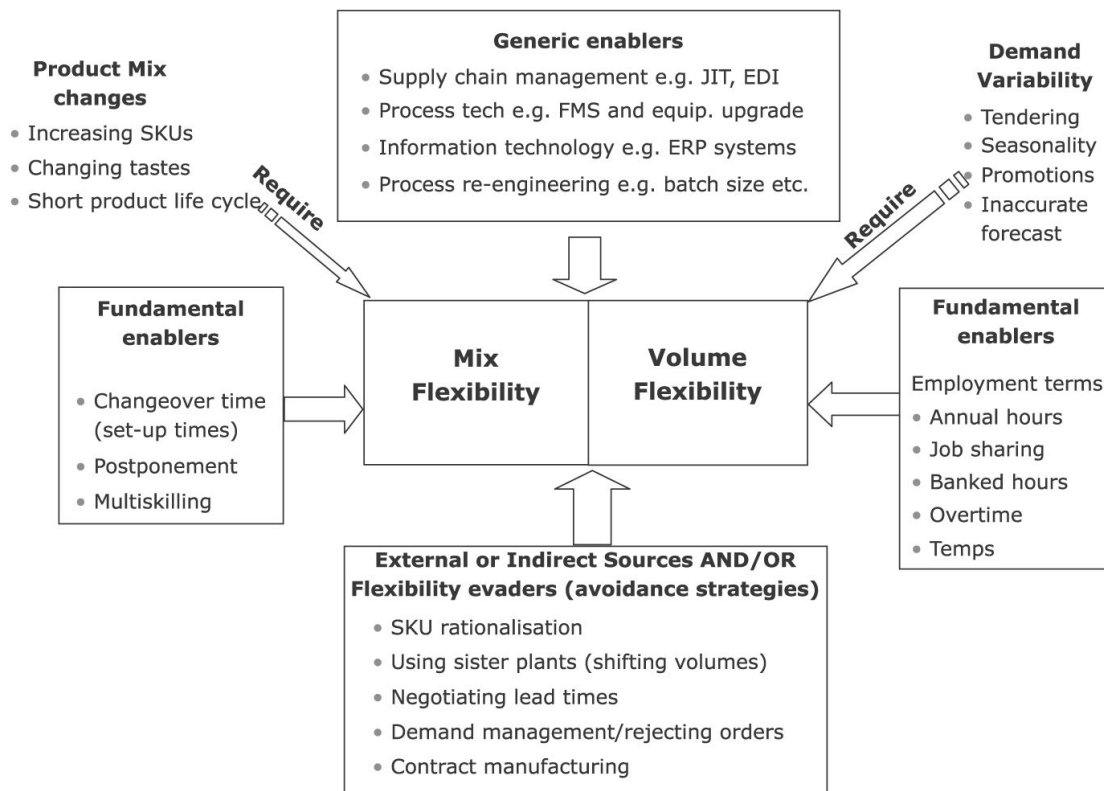 Generic enablers
• Supply chain management e.g. JIT, EDI
• Process tech e.g. FMS and equip. upgrade
• Information technology e.g. ERP systems
• Process re-engineering e.g. batch size etc.
Product Mix
changes
• Increasing SKUs
• Changing tastes
• Short product life cycle
Require
Demand
Variability
• Tendering
• Seasonality
• Promotions
• Inaccurate
forecast
Require
Fundamental
enablers
• Changeover time
(set-up times)
• Postponement
• Multiskilling
Mix
Flexibility
Volume
Flexibility
Fundamental
enablers
Employment terms
• Annual hours
• Job sharing
• Banked hours
• Overtime
• Temps
External or Indirect Sources AND/OR
Flexibility evaders (avoidance strategies)
• SKU rationalisation
• Using sister plants (shifting volumes)
• Negotiating lead times
• Demand management/rejecting orders
• Contract manufacturing